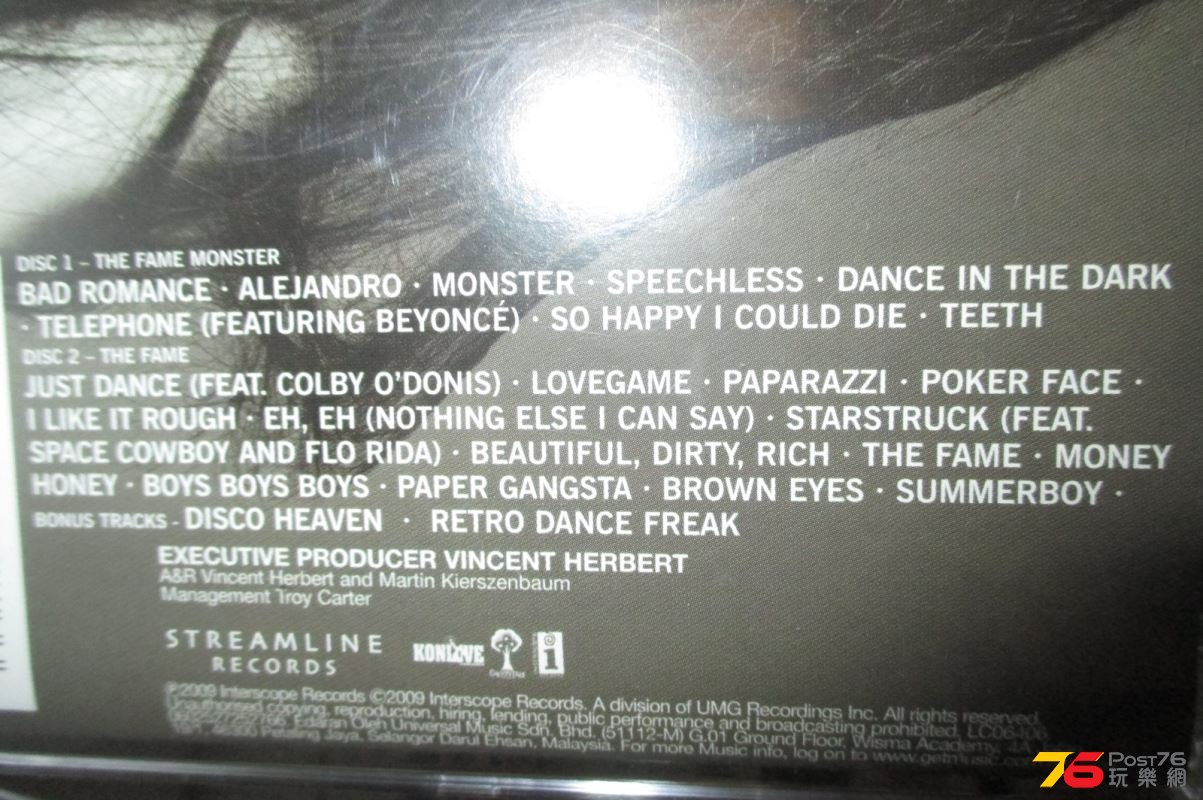 DISC 1 – THE FAME MONSTER
BAD ROMANCE · ALEJANDRO · MONSTER · SPEECHLESS · DANCE IN THE DARK
· TELEPHONE (FEATURING BEYONCÉ) · SO HAPPY I COULD DIE · TEETH
DISC 2 – THE FAME
JUST DANCE (FEAT. COLBY O'DONIS) · LOVEGAME · PAPARAZZI · POKER FACE ·
I LIKE IT ROUGH · EH, EH (NOTHING ELSE I CAN SAY) · STARSTRUCK (FEAT.
SPACE COWBOY AND FLO RIDA) · BEAUTIFUL, DIRTY, RICH · THE FAME · MONEY
HONEY · BOYS BOYS BOYS · PAPER GANGSTA · BROWN EYES · SUMMERBOY ·
BONUS TRACKS - DISCO HEAVEN · RETRO DANCE FREAK
EXECUTIVE PRODUCER VINCENT HERBERT
A&R Vincent Herbert and Martin Kierszenbaum
Management Troy Carter
STREAMLINE
RECORDS
KONLIVE
i
℗2009 Interscope Records ©2009 Interscope Records. A division of UMG Recordings Inc. All rights reserved.
Unauthorised copying, reproduction, hiring, lending, public performance and broadcasting prohibited.
Edaran Oleh Universal Music Sdn. Bhd. (51112-M) G.01 Ground Floor, Wisma Academy,
46300 Petaling Jaya, Selangor Darul Ehsan, Malaysia. For more Music info, log on to
76 Post76
玩樂網